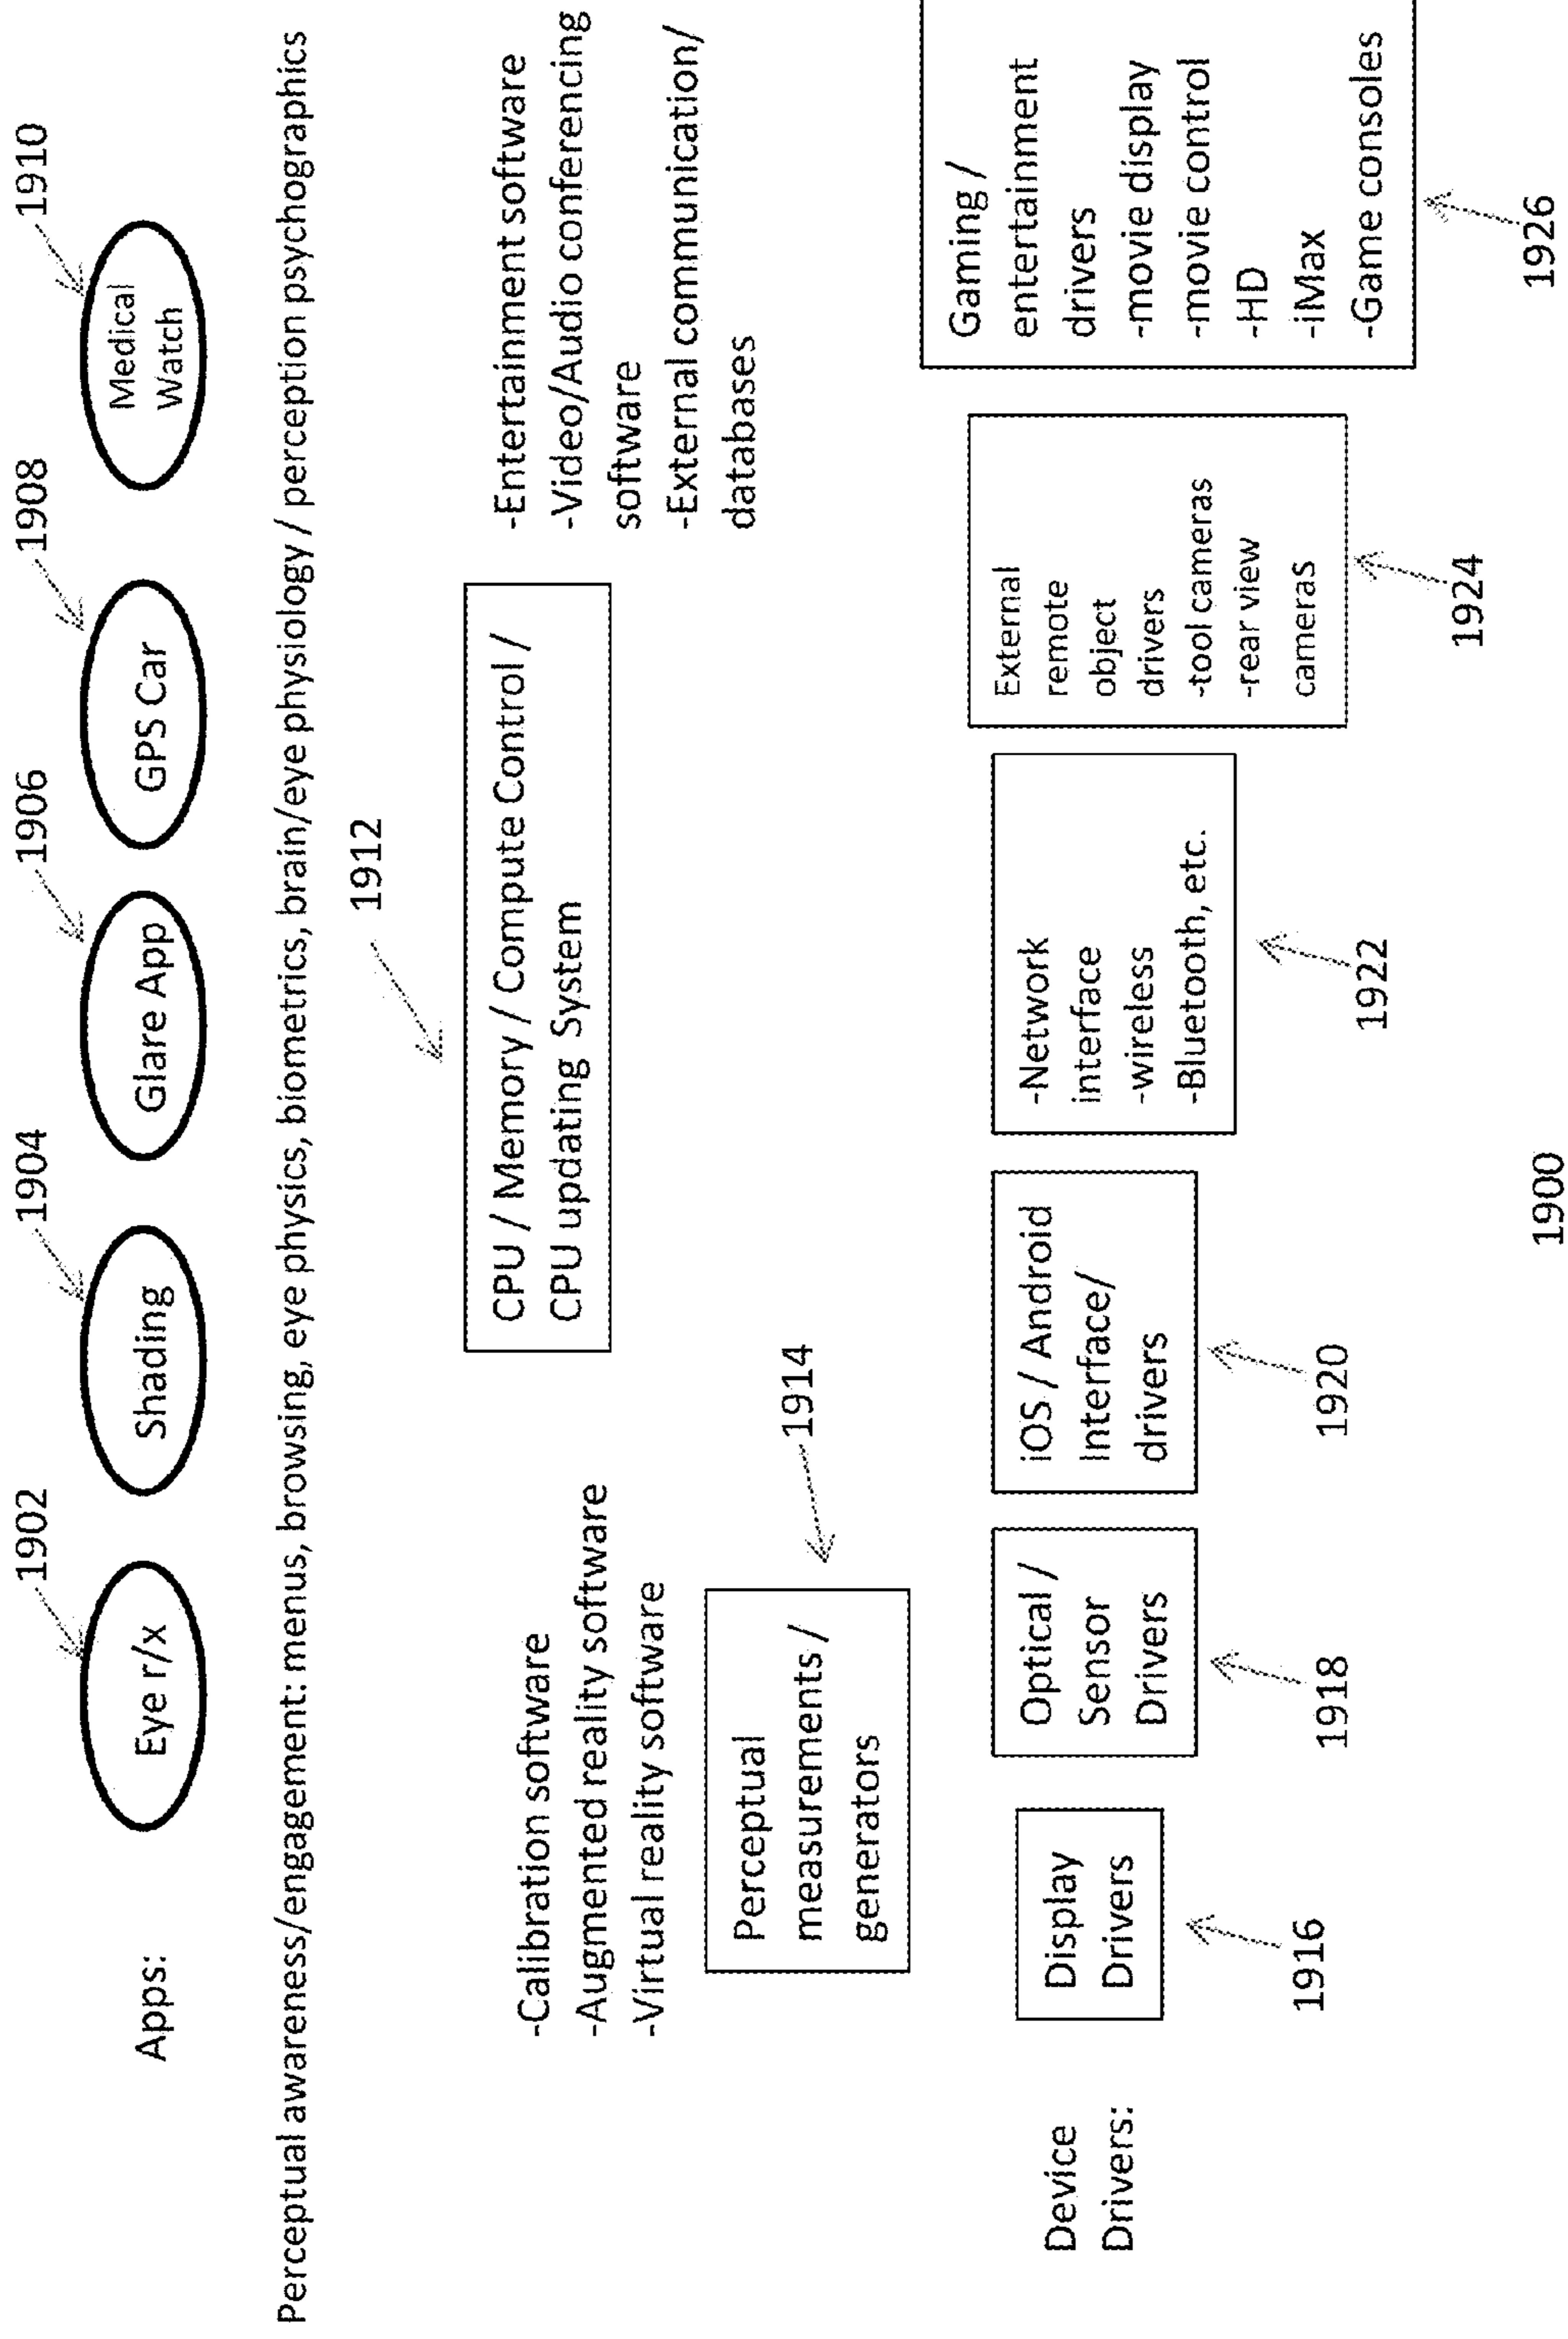 1902
1904
1906
1908
1910
Apps:
Eye r/x
Shading
Glare App
GPS Car
Medical
Watch
Perceptual awareness/engagement: menus, browsing, eye physics, biometrics, brain/eye physiology / perception psychographics
1912
CPU / Memory / Compute Control /
CPU updating System
-Calibration software
-Augmented reality software
-Virtual reality software
-Entertainment software
-Video/Audio conferencing
software
-External communication/
databases
1914
Perceptual
measurements /
generators
Device
Drivers:
Display
Drivers
1916
Optical /
Sensor
Drivers
1918
iOS / Android
Interface/
drivers
1920
-Network
interface
-wireless
-Bluetooth, etc.
1922
External
remote
object
drivers
-tool cameras
-rear view
cameras
1924
Gaming /
entertainment
drivers
-movie display
-movie control
-HD
-iMax
-Game consoles
1926
1900